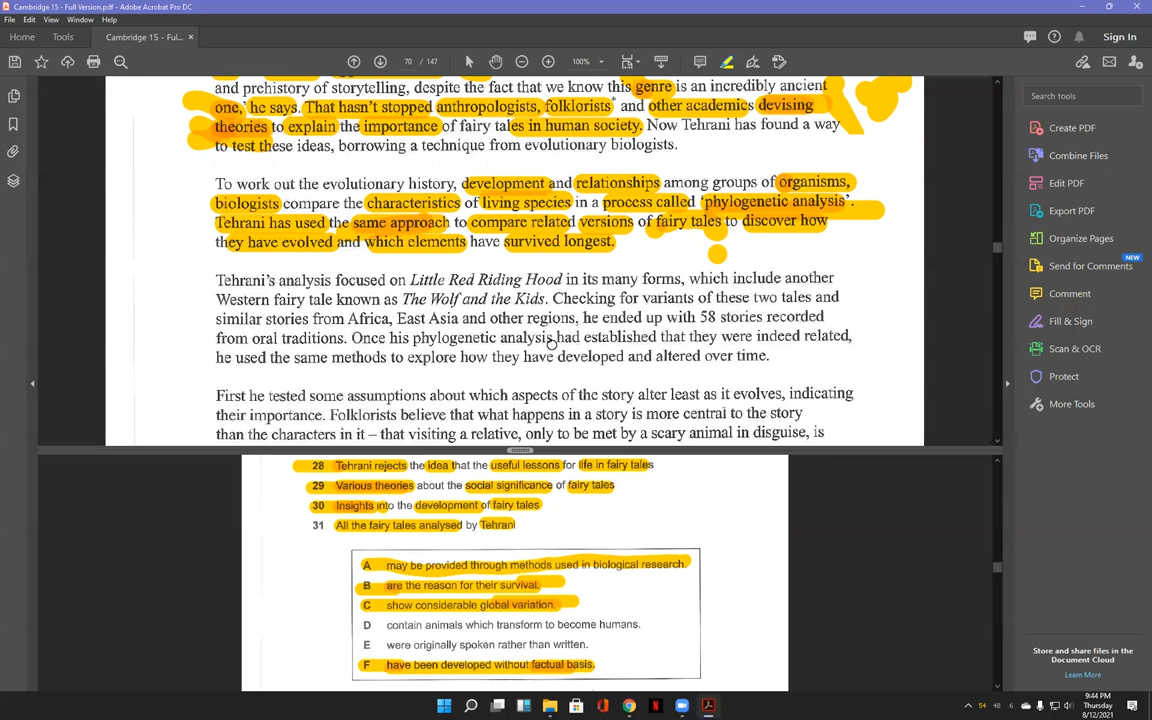 Cambridge 15 - Full Version.pdf - Adobe Acrobat Pro DC
File Edit View Window Help
Home Tools Cambridge 15 - Ful... × Sign In
70 / 147 100%
and prehistory of storytelling, despite the fact that we know this genre is an incredibly ancient
one,' he says. That hasn't stopped anthropologists, folklorists* and other academics devising
theories to explain the importance of fairy tales in human society. Now Tehrani has found a way
to test these ideas, borrowing a technique from evolutionary biologists.
To work out the evolutionary history, development and relationships among groups of organisms,
biologists compare the characteristics of living species in a process called 'phylogenetic analysis'.
Tehrani has used the same approach to compare related versions of fairy tales to discover how
they have evolved and which elements have survived longest.
Tehrani's analysis focused on Little Red Riding Hood in its many forms, which include another
Western fairy tale known as The Wolf and the Kids. Checking for variants of these two tales and
similar stories from Africa, East Asia and other regions, he ended up with 58 stories recorded
from oral traditions. Once his phylogenetic analysis had established that they were indeed related,
he used the same methods to explore how they have developed and altered over time.
First he tested some assumptions about which aspects of the story alter least as it evolves, indicating
their importance. Folklorists believe that what happens in a story is more central to the story
than the characters in it – that visiting a relative, only to be met by a scary animal in disguise, is
28 Tehrani rejects the idea that the useful lessons for life in fairy tales
29 Various theories about the social significance of fairy tales
30 Insights into the development of fairy tales
31 All the fairy tales analysed by Tehrani
A may be provided through methods used in biological research.
B are the reason for their survival.
C show considerable global variation.
D contain animals which transform to become humans.
E were originally spoken rather than written.
F have been developed without factual basis.
Search tools
Create PDF
Combine Files
Edit PDF
Export PDF
Organize Pages
NEW
Send for Comments
Comment
Fill & Sign
Scan & OCR
Protect
More Tools
Store and share files in the
Document Cloud
Learn More
54 48 6
9:44 PM
Thursday
8/12/2021